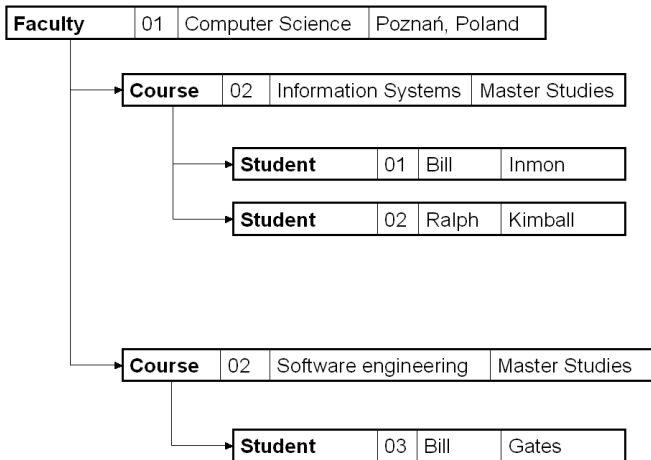 Faculty 01 Computer Science Poznań, Poland
Course 02 Information Systems Master Studies
Student 01 Bill Inmon
Student 02 Ralph Kimball
Course 02 Software engineering Master Studies
Student 03 Bill Gates